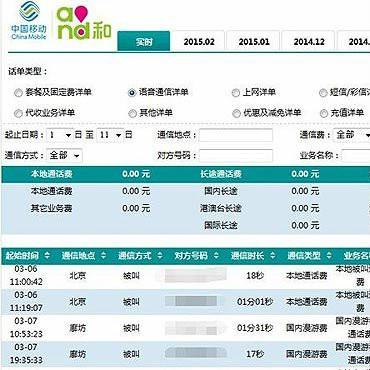 中国移动 China Mobile and和
实时 2015.02 2015.01 2014.12 2014.
话单类型：
套餐及固定费详单 语音通信详单 上网详单 短信/彩信详
代收业务详单 其他详单 优惠及减免详单 充值详单
起止日期： 1 日 至 11 日 通信地点： 通信费： 全部
通信方式： 全部 对方号码： 业务名称：
本地通话费 0.00 元 长途通话费 0.00 元
本地通话费 0.00 元 国内长途 0.00 元
其它业务费 0.00 元 港澳台长途 0.00 元
国际长途 0.00 元
起始时间 通信地点 通信方式 对方号码 通信时长 通信类型 业务名
03-06 11:00:42 北京 被叫 18秒 本地通话费 本地被叫通 费
03-06 11:19:07 北京 被叫 01分01秒 本地通话费 费
03-07 10:53:23 廊坊 被叫 01分31秒 国内漫游费 国内漫游 通话费
03-07 19:35:33 廊坊 被叫 17秒 国内漫游费 国内漫游 通话费